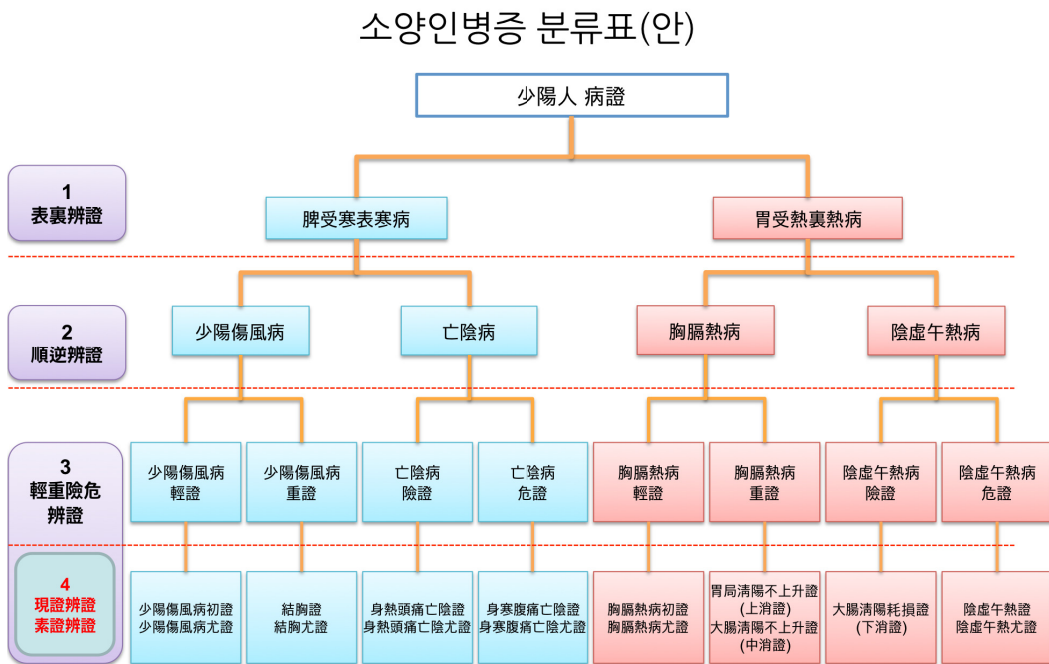 소양인병증 분류표(안)
少陽人 病證
1
表裏辨證
脾受寒表寒病
胃受熱裏熱病
2
順逆辨證
少陽傷風病
亡陰病
胸膈熱病
陰虛午熱病
3
輕重險危
辨證
少陽傷風病
輕證
少陽傷風病
重證
亡陰病
險證
亡陰病
危證
胸膈熱病
輕證
胸膈熱病
重證
陰虛午熱病
險證
陰虛午熱病
危證
4
現證辨證
素證辨證
少陽傷風病初證
少陽傷風病尤證
結胸證
結胸尤證
身熱頭痛亡陰證
身熱頭痛亡陰尤證
身寒腹痛亡陰證
身寒腹痛亡陰尤證
胸膈熱病初證
胸膈熱病尤證
胃局淸陽不上升證
(上消證)
大腸淸陽不上升證
(中消證)
大腸淸陽耗損證
(下消證)
陰虛午熱證
陰虛午熱尤證